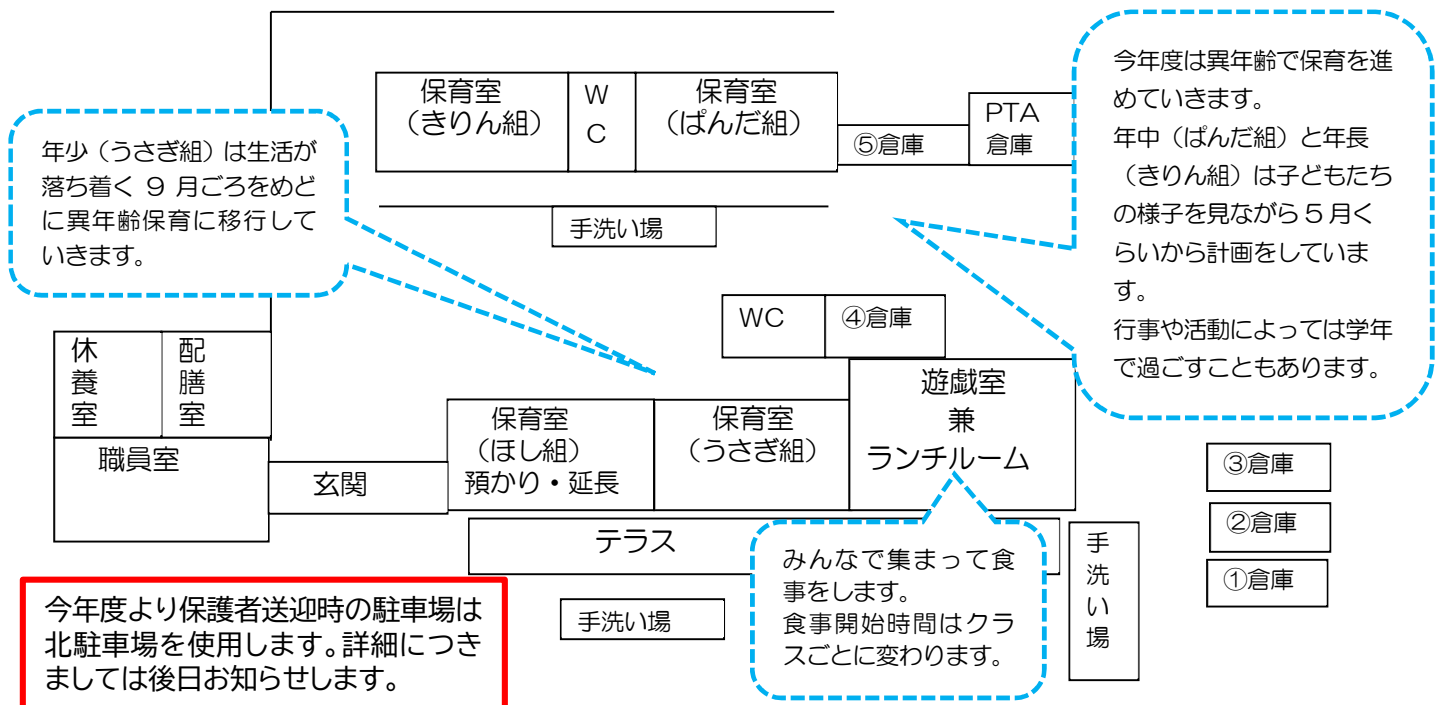 保育室
（きりん組）
W
C
保育室
（ぱんだ組）
⑤倉庫
PTA
倉庫
今年度は異年齢で保育を進
めていきます。
年中（ぱんだ組）と年長
（きりん組）は子どもたち
の様子を見ながら５月く
らいから計画をしていま
す。
行事や活動によっては学年
で過ごすこともあります。
年少（うさぎ組）は生活が
落ち着く 9 月ごろをめど
に異年齢保育に移行して
いきます。
手洗い場
WC
④倉庫
休
養
室
配
膳
室
職員室
玄関
保育室
（ほし組）
預かり・延長
保育室
（うさぎ組）
遊戯室
兼
ランチルーム
③倉庫
②倉庫
①倉庫
テラス
みんなで集まって食
事をします。
食事開始時間はクラ
スごとに変わります。
手
洗
い
場
手洗い場
今年度より保護者送迎時の駐車場は
北駐車場を使用します。詳細につき
ましては後日お知らせします。